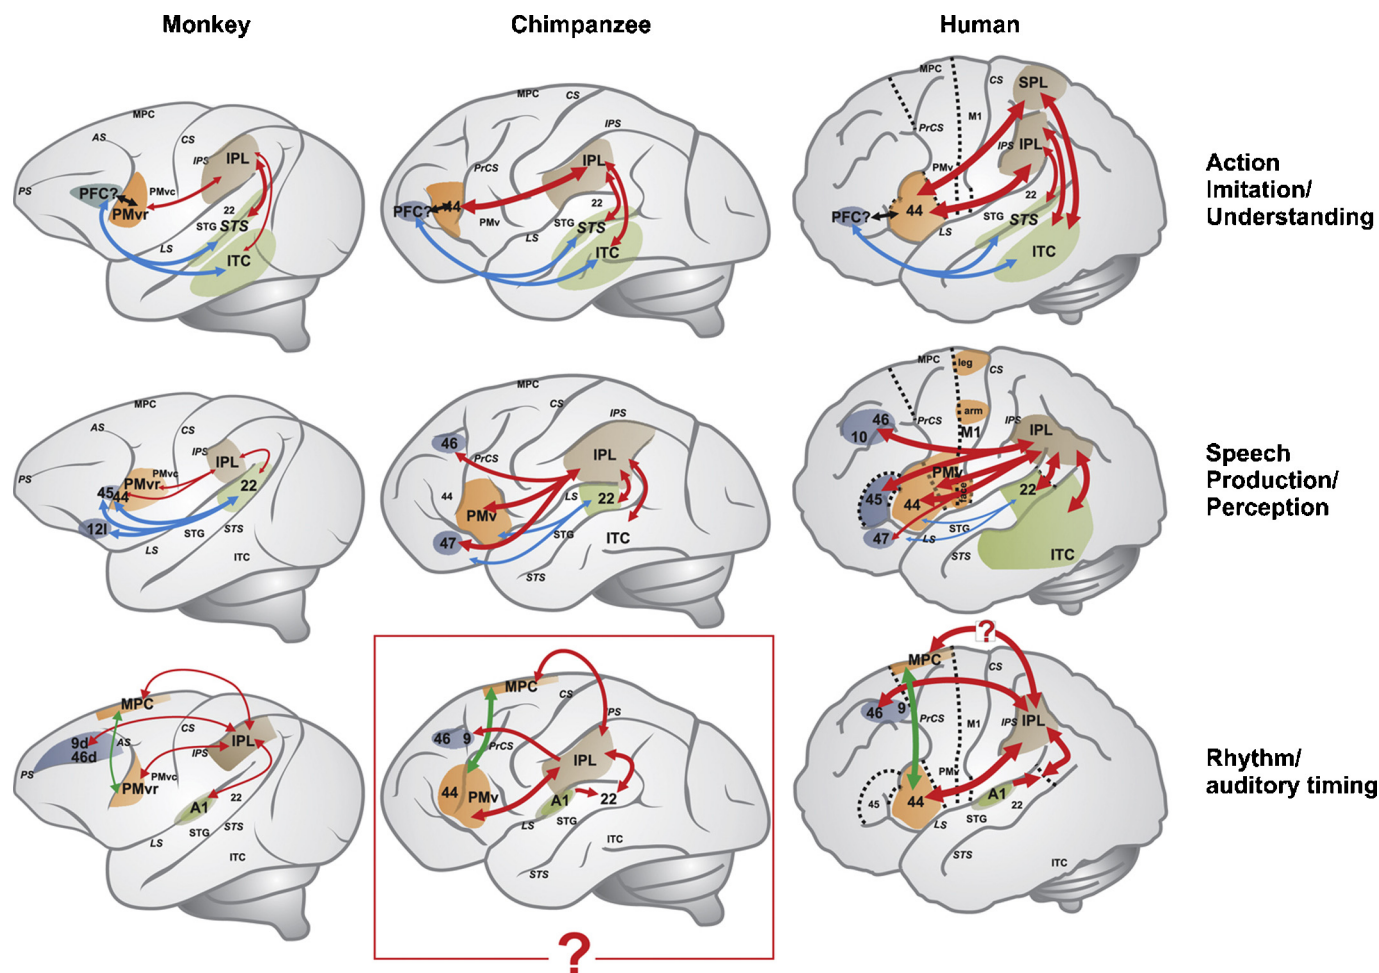 Monkey Chimpanzee Human
MPC
AS
CS
PS
IPS
IPL
PFC?
PMvr
PMvc
22
STG
STS
LS
ITC
MPC
CS
IPS
PrCS
IPL
PFC?
44
PMv
22
STG
STS
LS
ITC
MPC
CS
SPL
PrCS
M1
IPS
IPL
PMv
22
PFC?
44
STG
STS
LS
ITC
Action
Imitation/
Understanding
MPC
AS
CS
IPS
IPL
PS
PMvc
PMvr
45
44
22
12l
STG
STS
LS
ITC
MPC
CS
IPS
46
PrCS
IPL
44
LS
22
PMv
STG
47
ITC
STS
MPC
leg
CS
46
10
PrCS
arm
M1
IPS
IPL
PMv
face
45
44
22
STG
47
LS
STS
ITC
Speech
Production/
Perception
MPC
CS
9d
46d
AS
IPL
IPS
PS
PMvc
PMvr
A1
22
STG
STS
LS
ITC
MPC
CS
IPS
46 9
PrCS
IPL
44
PMv
A1
22
LS
STG
ITC
STS
?
?
MPC
CS
46
9
PrCS
M1
IPS
IPL
PMv
45
44
A1
22
LS
STG
STS
ITC
Rhythm/
auditory timing